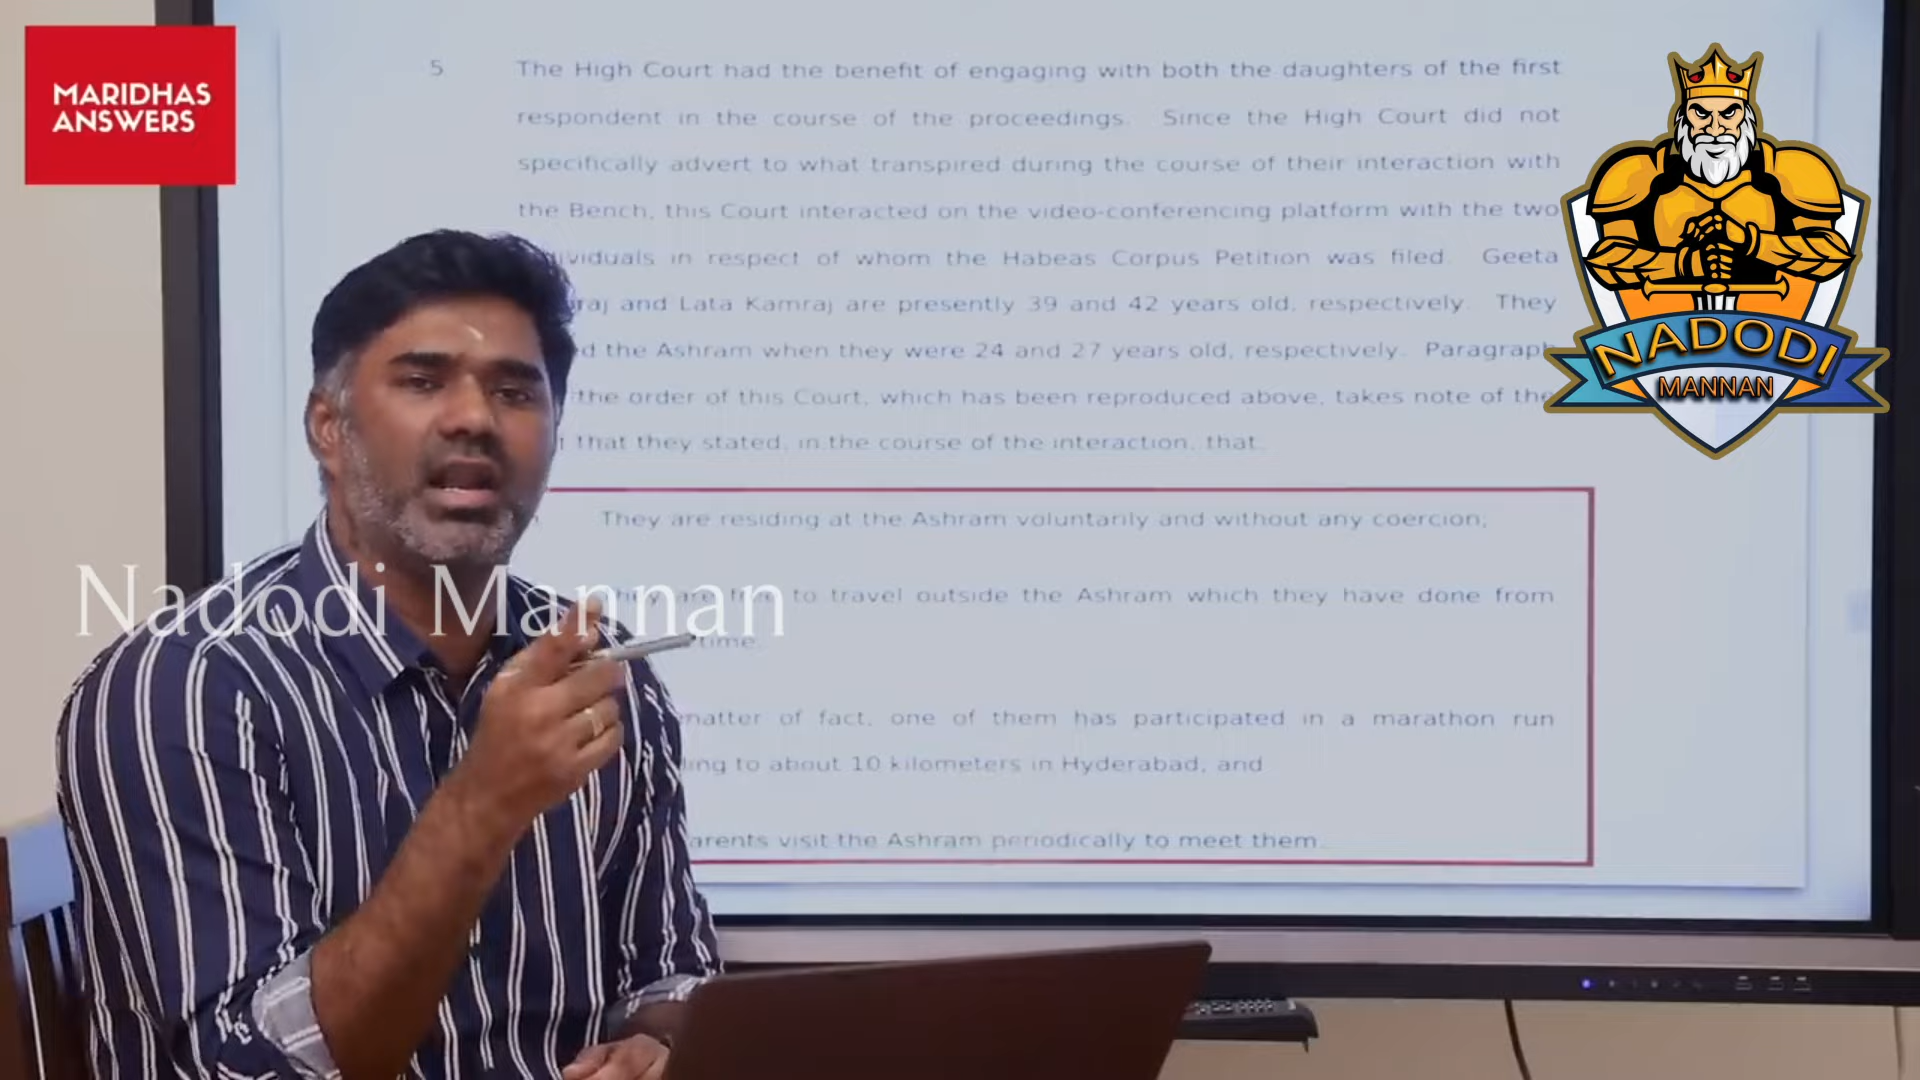 MARIDHAS
ANSWERS
5 The High Court had the benefit of engaging with both the daughters of the first
respondent in the course of the proceedings. Since the High Court did not
specifically advert to what transpired during the course of their interaction with
the Bench, this Court interacted on the video-conferencing platform with the two
in respect of whom the Habeas Corpus Petition was filed. Geeta
and Lata Kamraj are presently 39 and 42 years old, respectively. They
the Ashram when they were 24 and 27 years old, respectively. Paragraph
the order of this Court, which has been reproduced above, takes note of the
that they stated, in the course of the interaction, that
They are residing at the Ashram voluntarily and without any coercion;
to travel outside the Ashram which they have done from
time.
matter of fact, one of them has participated in a marathon run
to about 10 kilometers in Hyderabad, and
visit the Ashram periodically to meet them.
NADODI
MANNAN
Nadodi Mannan